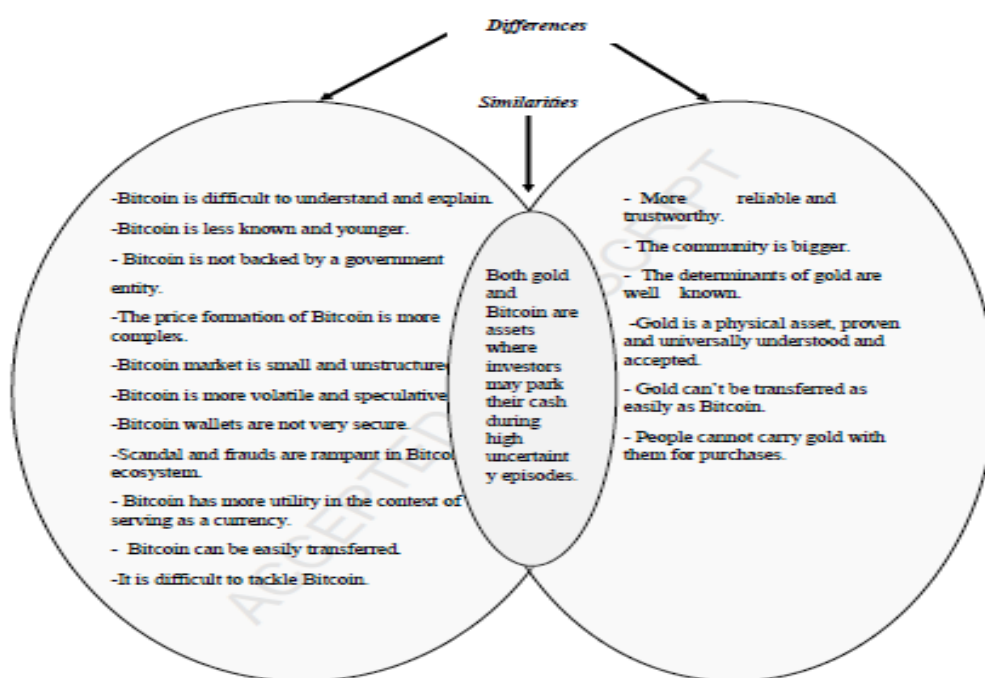 Differences
Similarities
-Bitcoin is difficult to understand and explain.
-Bitcoin is less known and younger.
- Bitcoin is not backed by a government
entity.
-The price formation of Bitcoin is more
complex.
-Bitcoin market is small and unstructure
-Bitcoin is more volatile and speculative
-Bitcoin wallets are not very secure.
-Scandal and frauds are rampant in Bitco
ecosystem.
- Bitcoin has more utility in the context of
serving as a currency.
- Bitcoin can be easily transferred.
-It is difficult to tackle Bitcoin.
Both gold
and
Bitcoin are
assets
where
investors
may park
their cash
during
high
uncertaint
y episodes.
- More reliable and
trustworthy.
- The community is bigger.
- The determinants of gold are
well known.
-Gold is a physical asset, proven
and universally understood and
accepted.
- Gold can't be transferred as
easily as Bitcoin.
- People cannot carry gold with
them for purchases.
ACCEPTED SCRIPT